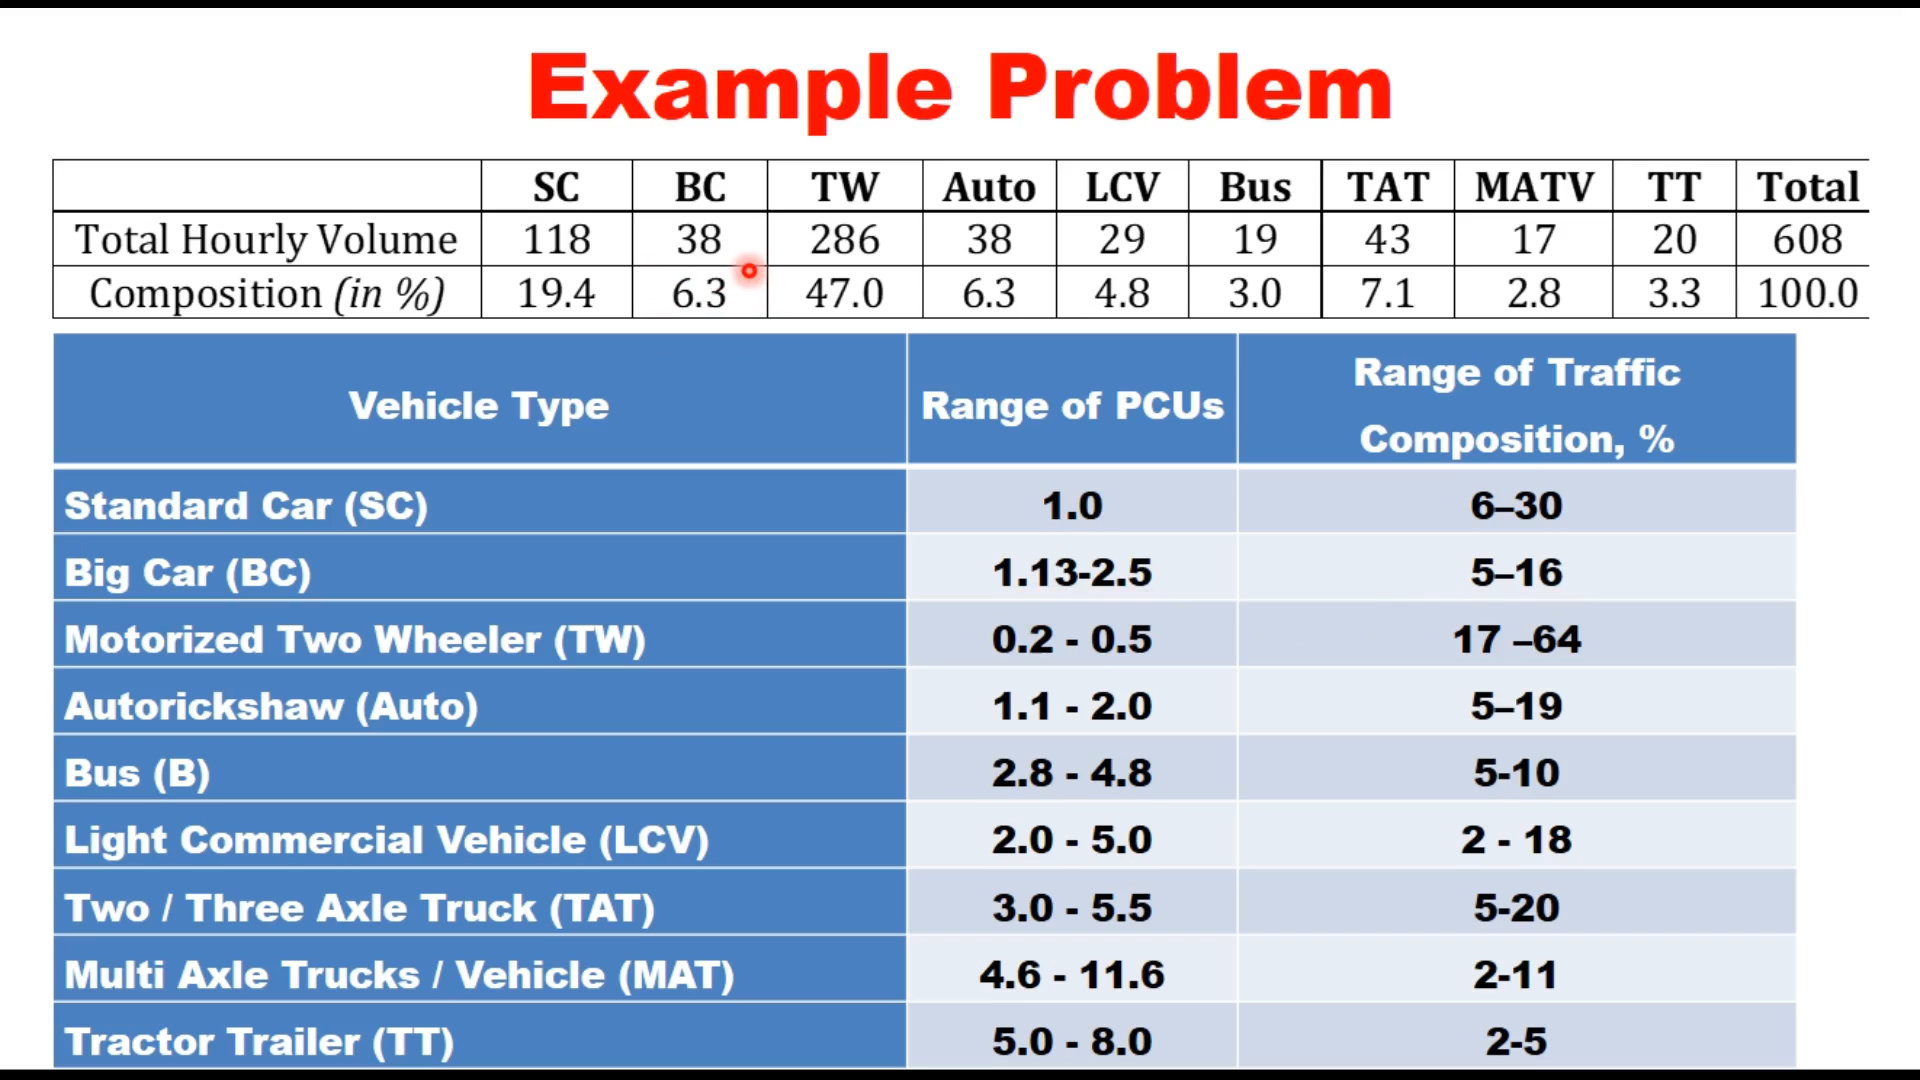 Example Problem
SC BC TW Auto LCV Bus TAT MATV TT Total
Total Hourly Volume 118 38 286 38 29 19 43 17 20 608
Composition (in %) 19.4 6.3 47.0 6.3 4.8 3.0 7.1 2.8 3.3 100.0
Vehicle Type Range of PCUs Range of Traffic
Composition, %
Standard Car (SC) 1.0 6–30
Big Car (BC) 1.13-2.5 5–16
Motorized Two Wheeler (TW) 0.2 - 0.5 17 –64
Autorickshaw (Auto) 1.1 - 2.0 5–19
Bus (B) 2.8 - 4.8 5-10
Light Commercial Vehicle (LCV) 2.0 - 5.0 2 - 18
Two / Three Axle Truck (TAT) 3.0 - 5.5 5-20
Multi Axle Trucks / Vehicle (MAT) 4.6 - 11.6 2-11
Tractor Trailer (TT) 5.0 - 8.0 2-5